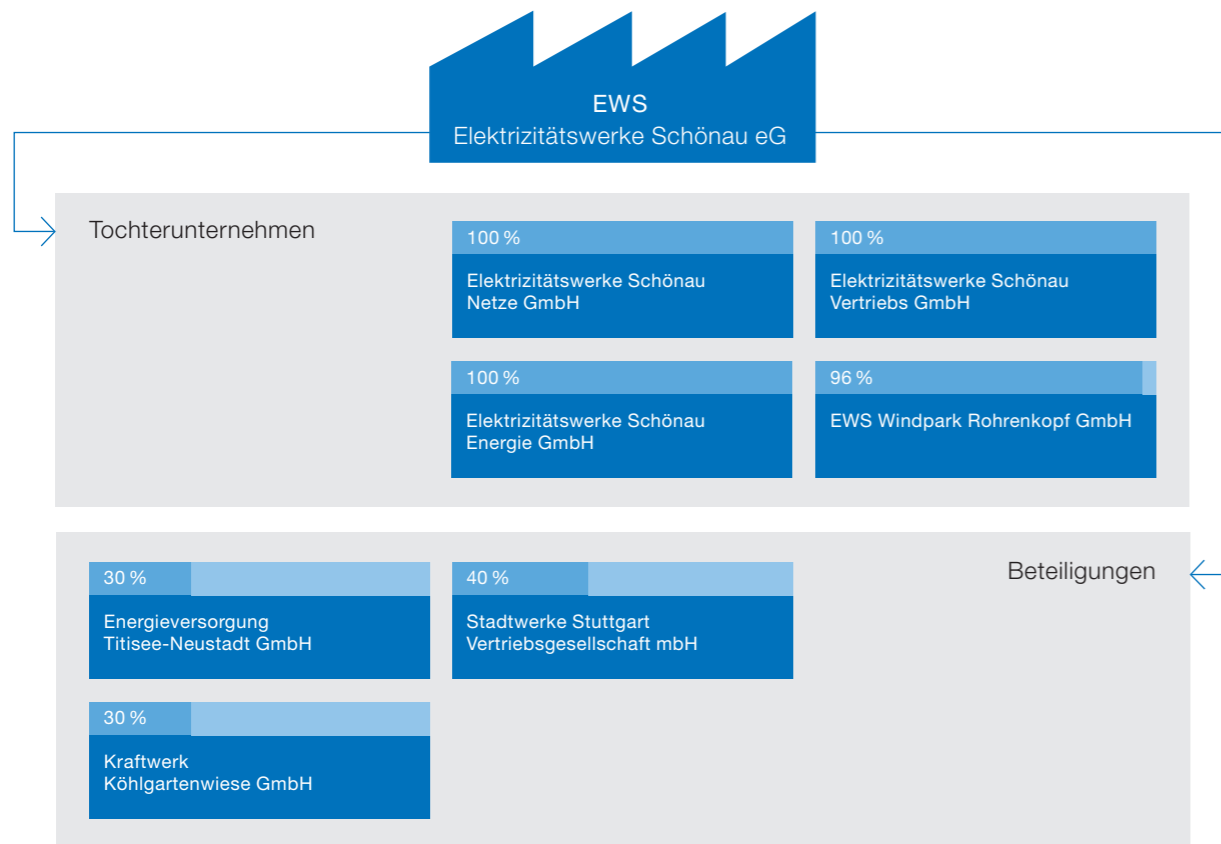 EWS
Elektrizitätswerke Schönau eG
Tochterunternehmen
100 %
Elektrizitätswerke Schönau
Netze GmbH
100 %
Elektrizitätswerke Schönau
Vertriebs GmbH
100 %
Elektrizitätswerke Schönau
Energie GmbH
96 %
EWS Windpark Rohrenkopf GmbH
Beteiligungen
30 %
Energieversorgung
Titisee-Neustadt GmbH
40 %
Stadtwerke Stuttgart
Vertriebsgesellschaft mbH
30 %
Kraftwerk
Köhlgartenwiese GmbH